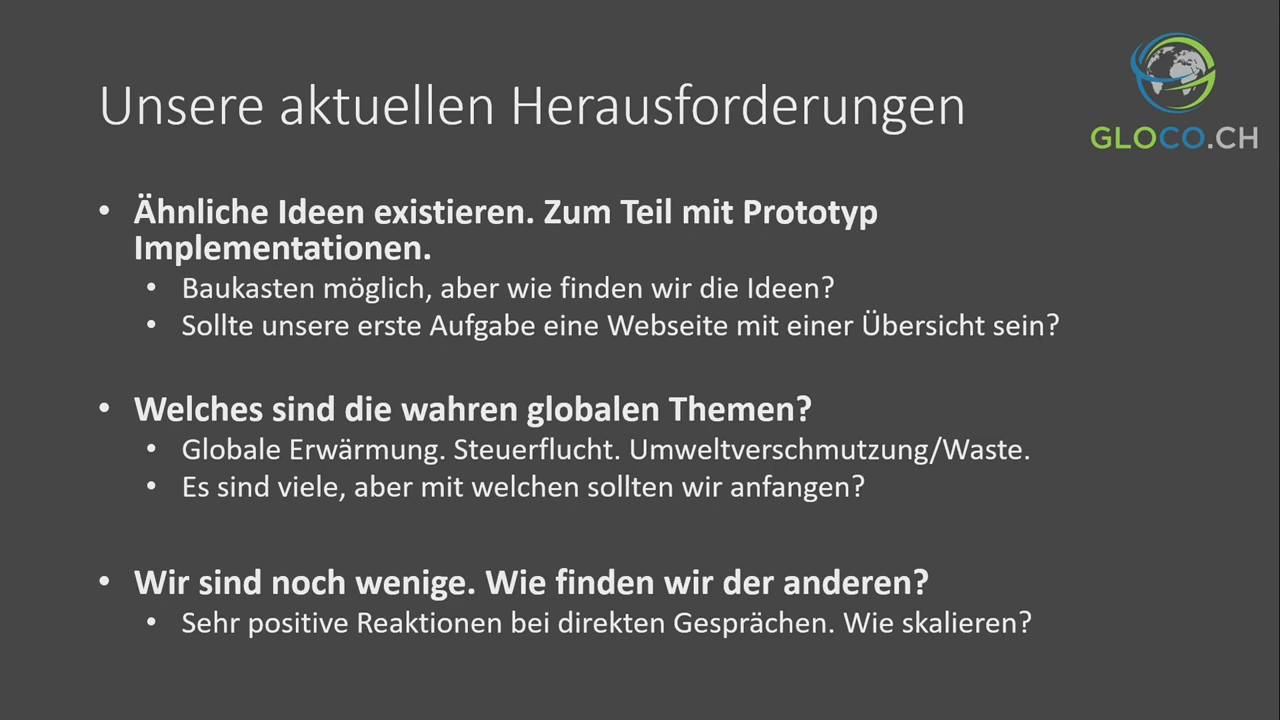 Unsere aktuellen Herausforderungen
GLOCO.CH
• Ähnliche Ideen existieren. Zum Teil mit Prototyp
Implementationen.
• Baukasten möglich, aber wie finden wir die Ideen?
• Sollte unsere erste Aufgabe eine Webseite mit einer Übersicht sein?
• Welches sind die wahren globalen Themen?
• Globale Erwärmung. Steuerflucht. Umweltverschmutzung/Waste.
• Es sind viele, aber mit welchen sollten wir anfangen?
• Wir sind noch wenige. Wie finden wir der anderen?
• Sehr positive Reaktionen bei direkten Gesprächen. Wie skalieren?